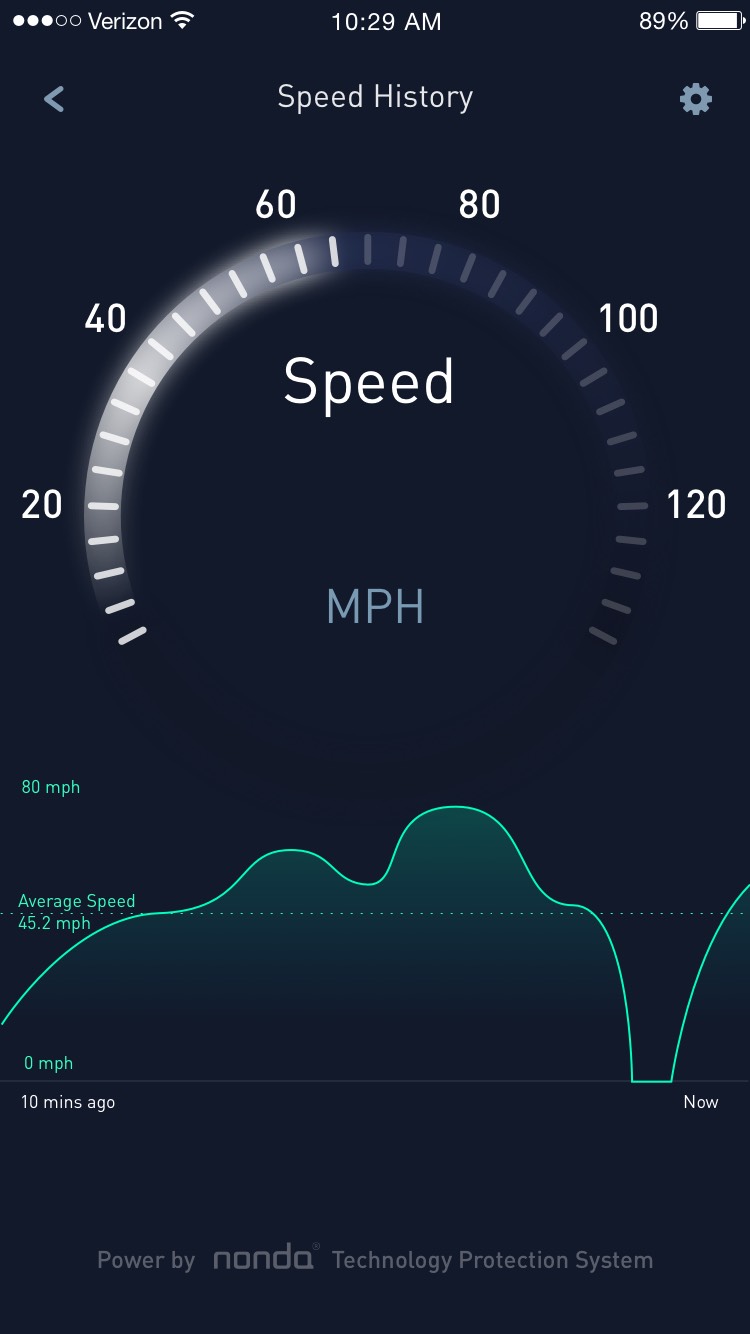 Verizon 10:29 AM 89%
Speed History
60 80
40 100
Speed
20 120
MPH
80 mph
Average Speed
45.2 mph
0 mph
10 mins ago Now
Power by nonda® Technology Protection System